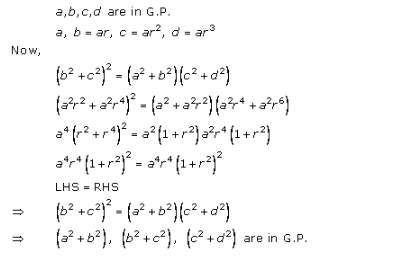 a,b,c,d are in G.P.
a, b = ar, c = ar², d = ar³
Now,
(b² + c²)² = (a² + b²)(c² + d²)
(a²r² + a²r⁴)² = (a² + a²r²)(a²r⁴ + a²r⁶)
a⁴(r² + r⁴)² = a²(1 + r²)a²r⁴(1 + r²)
a⁴r⁴(1 + r²)² = a⁴r⁴(1 + r²)²
LHS = RHS
⇒ (b² + c²)² = (a² + b²)(c² + d²)
⇒ (a² + b²), (b² + c²), (c² + d²) are in G.P.